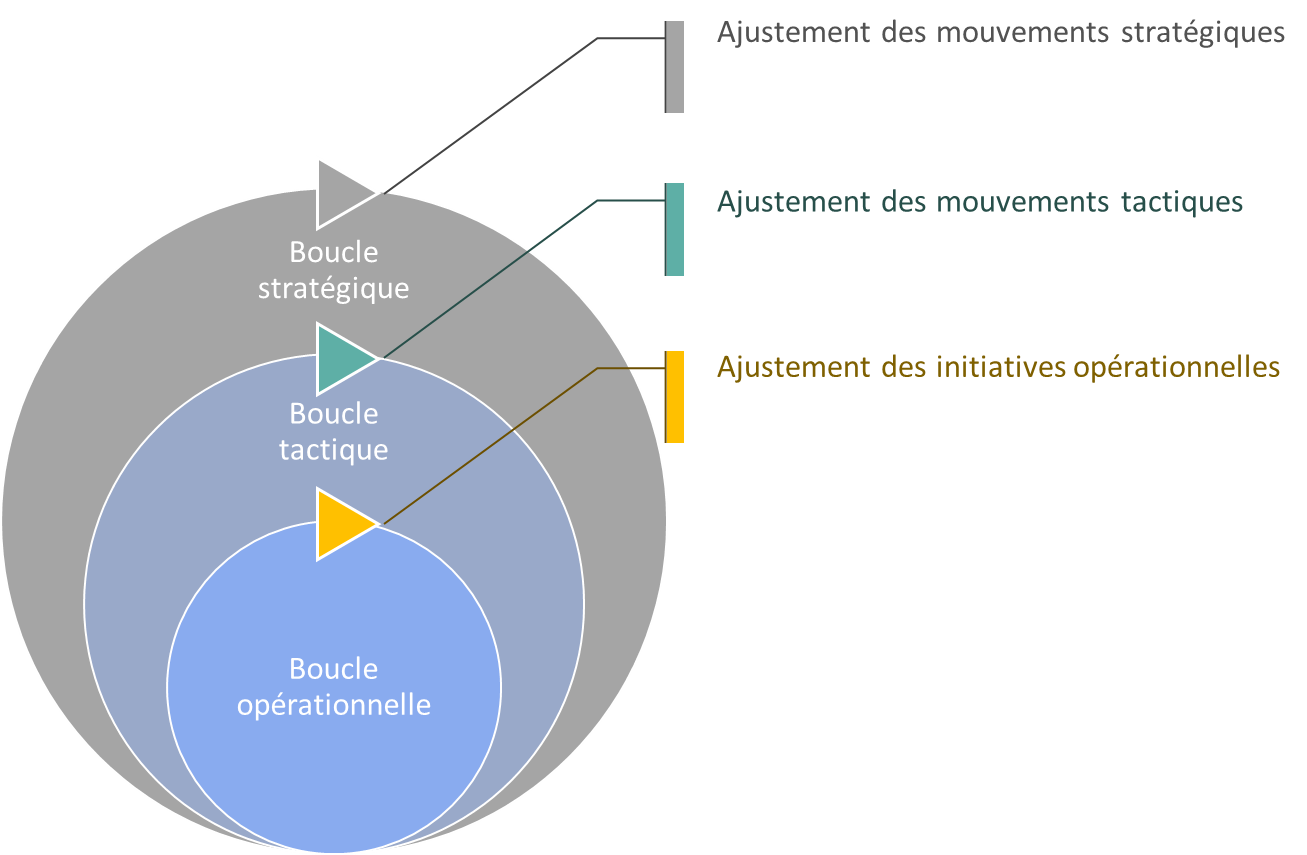 Ajustement des mouvements stratégiques
Ajustement des mouvements tactiques
Boucle
stratégique
Ajustement des initiatives opérationnelles
Boucle
tactique
Boucle
opérationnelle